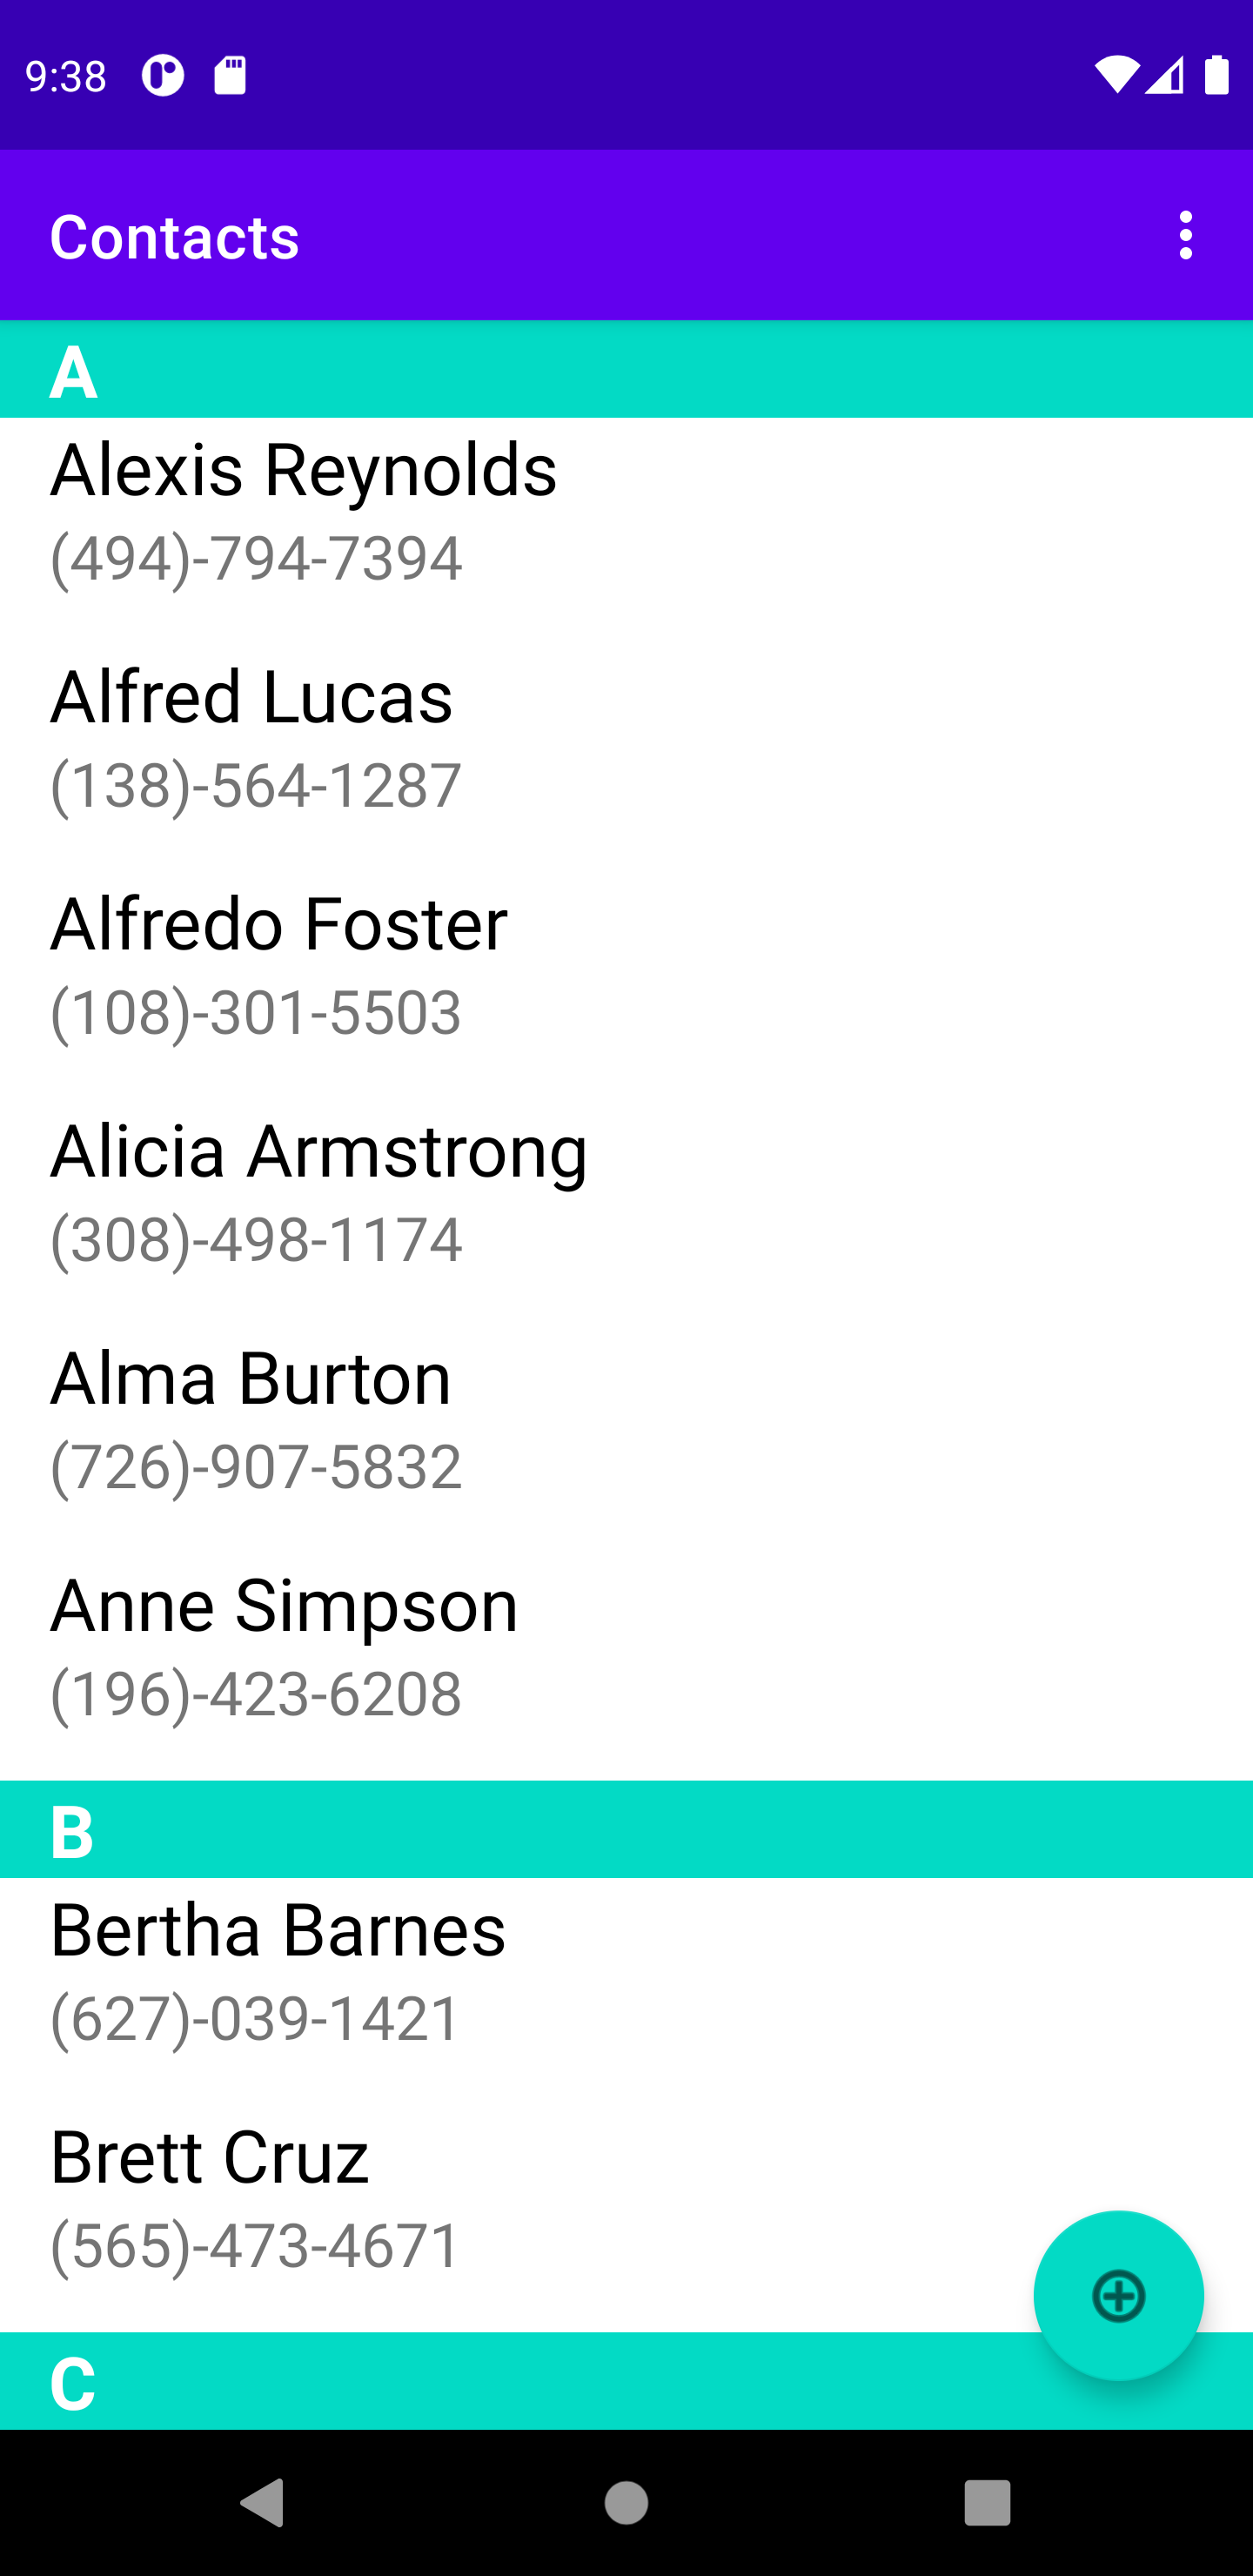 9:38
Contacts
A
Alexis Reynolds
(494)-794-7394
Alfred Lucas
(138)-564-1287
Alfredo Foster
(108)-301-5503
Alicia Armstrong
(308)-498-1174
Alma Burton
(726)-907-5832
Anne Simpson
(196)-423-6208
B
Bertha Barnes
(627)-039-1421
Brett Cruz
(565)-473-4671
C